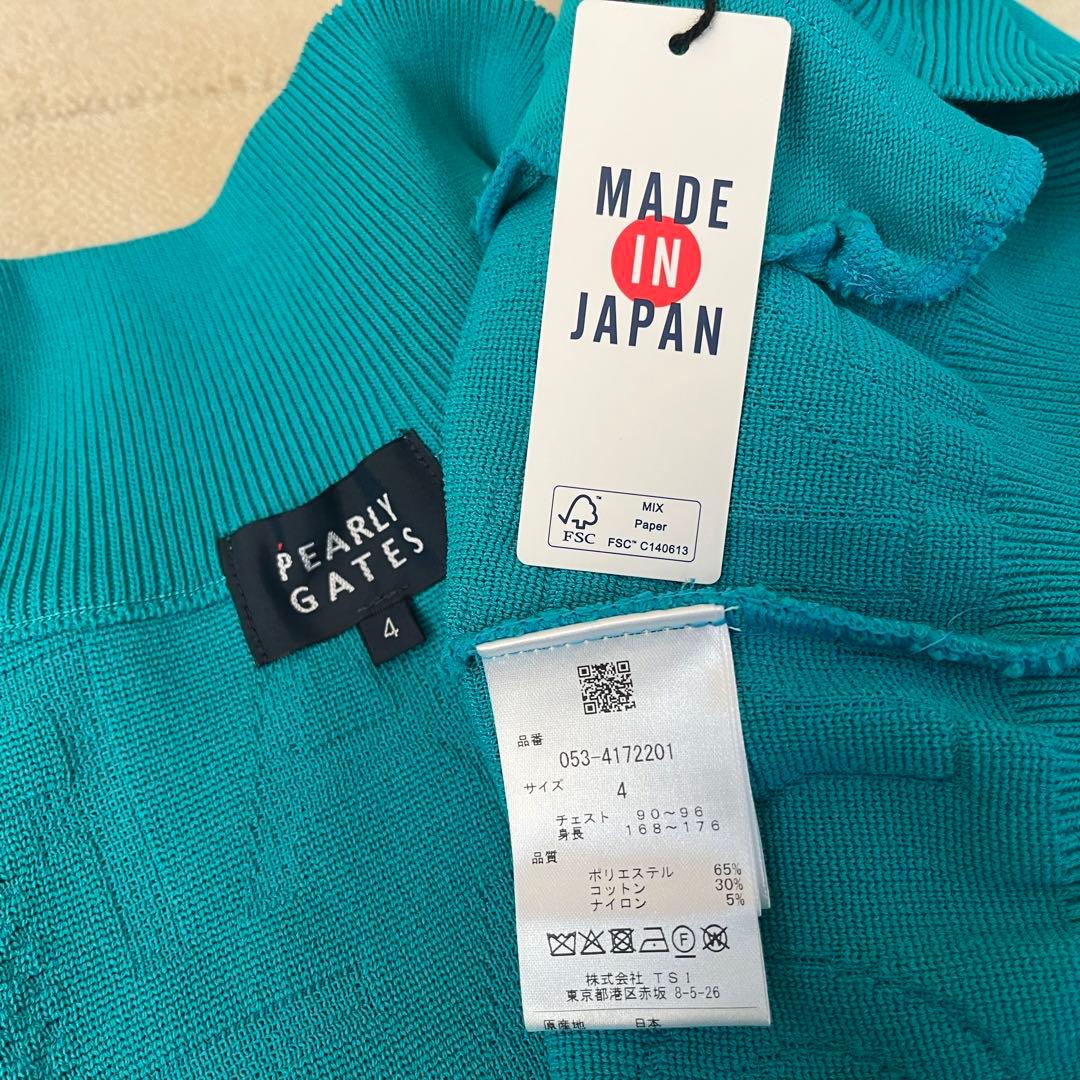 MADE
IN
JAPAN
FSC™
MIX
Paper
FSC™ C140613
PEARLY
GATES
4
品番
053-4172201
サイズ
4
チェスト 90～96
身長 168～176
品質
ポリエステル 65%
コットン 30%
ナイロン 5%
F
W
株式会社 TSI
東京都港区赤坂 8-5-26
原産地 日本